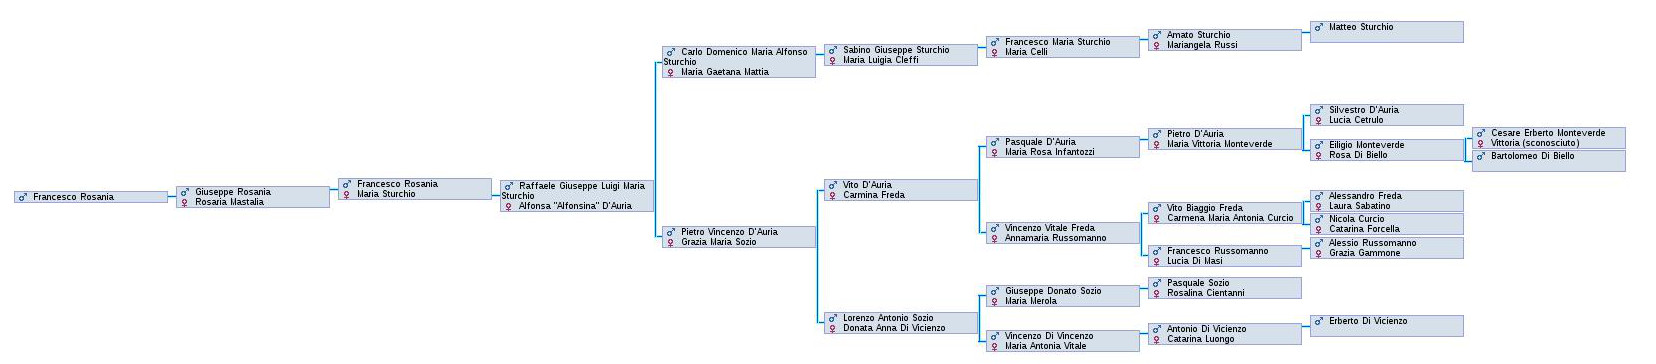 Francesco Rosania
Giuseppe Rosania
Rosaria Mastalia
Francesco Rosania
Maria Sturchio
Raffaele Giuseppe Luigi Maria
Sturchio
Alfonsa "Alfonsina" D'Auria
Carlo Domenico Maria Alfonso
Sturchio
Maria Gaetana Mattia
Pietro Vincenzo D'Auria
Grazia Maria Sozio
Sabino Giuseppe Sturchio
Maria Luigia Cleffi
Vito D'Auria
Carmina Freda
Lorenzo Antonio Sozio
Donata Anna Di Vicienzo
Francesco Maria Sturchio
Maria Celli
Pasquale D'Auria
Maria Rosa Infantozzi
Vincenzo Vitale Freda
Annamaria Russomanno
Giuseppe Donato Sozio
Maria Merola
Vincenzo Di Vincenzo
Maria Antonia Vitale
Amato Sturchio
Mariangela Russi
Pietro D'Auria
Maria Vittoria Monteverde
Vito Biaggio Freda
Carmena Maria Antonia Curcio
Francesco Russomanno
Lucia Di Masi
Pasquale Sozio
Rosalina Cientanni
Antonio Di Vicienzo
Catarina Luongo
Matteo Sturchio
Silvestro D'Auria
Lucia Cetrulo
Eiligio Monteverde
Rosa Di Biello
Alessandro Freda
Laura Sabatino
Nicola Curcio
Catarina Forcella
Alessio Russomanno
Grazia Gammone
Erberto Di Vicienzo
Cesare Erberto Monteverde
Vittoria (sconosciuto)
Bartolomeo Di Biello